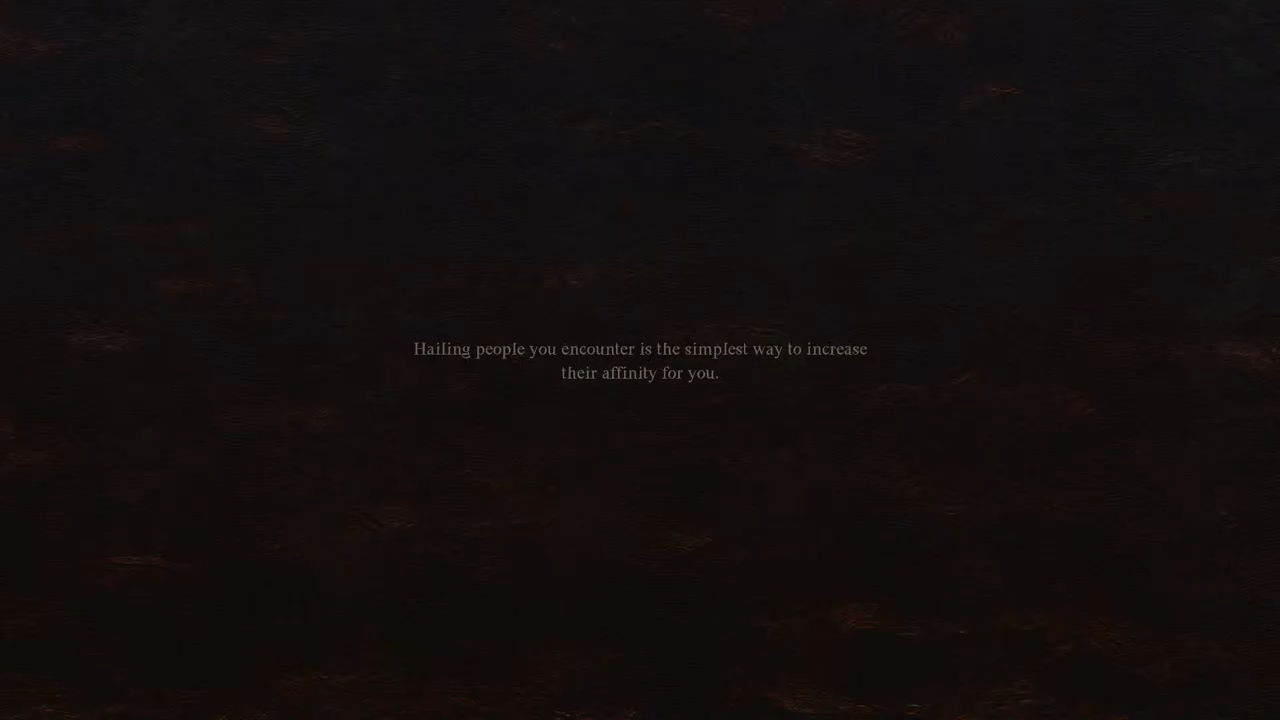 Hailing people you encounter is the simplest way to increase
their affinity for you.